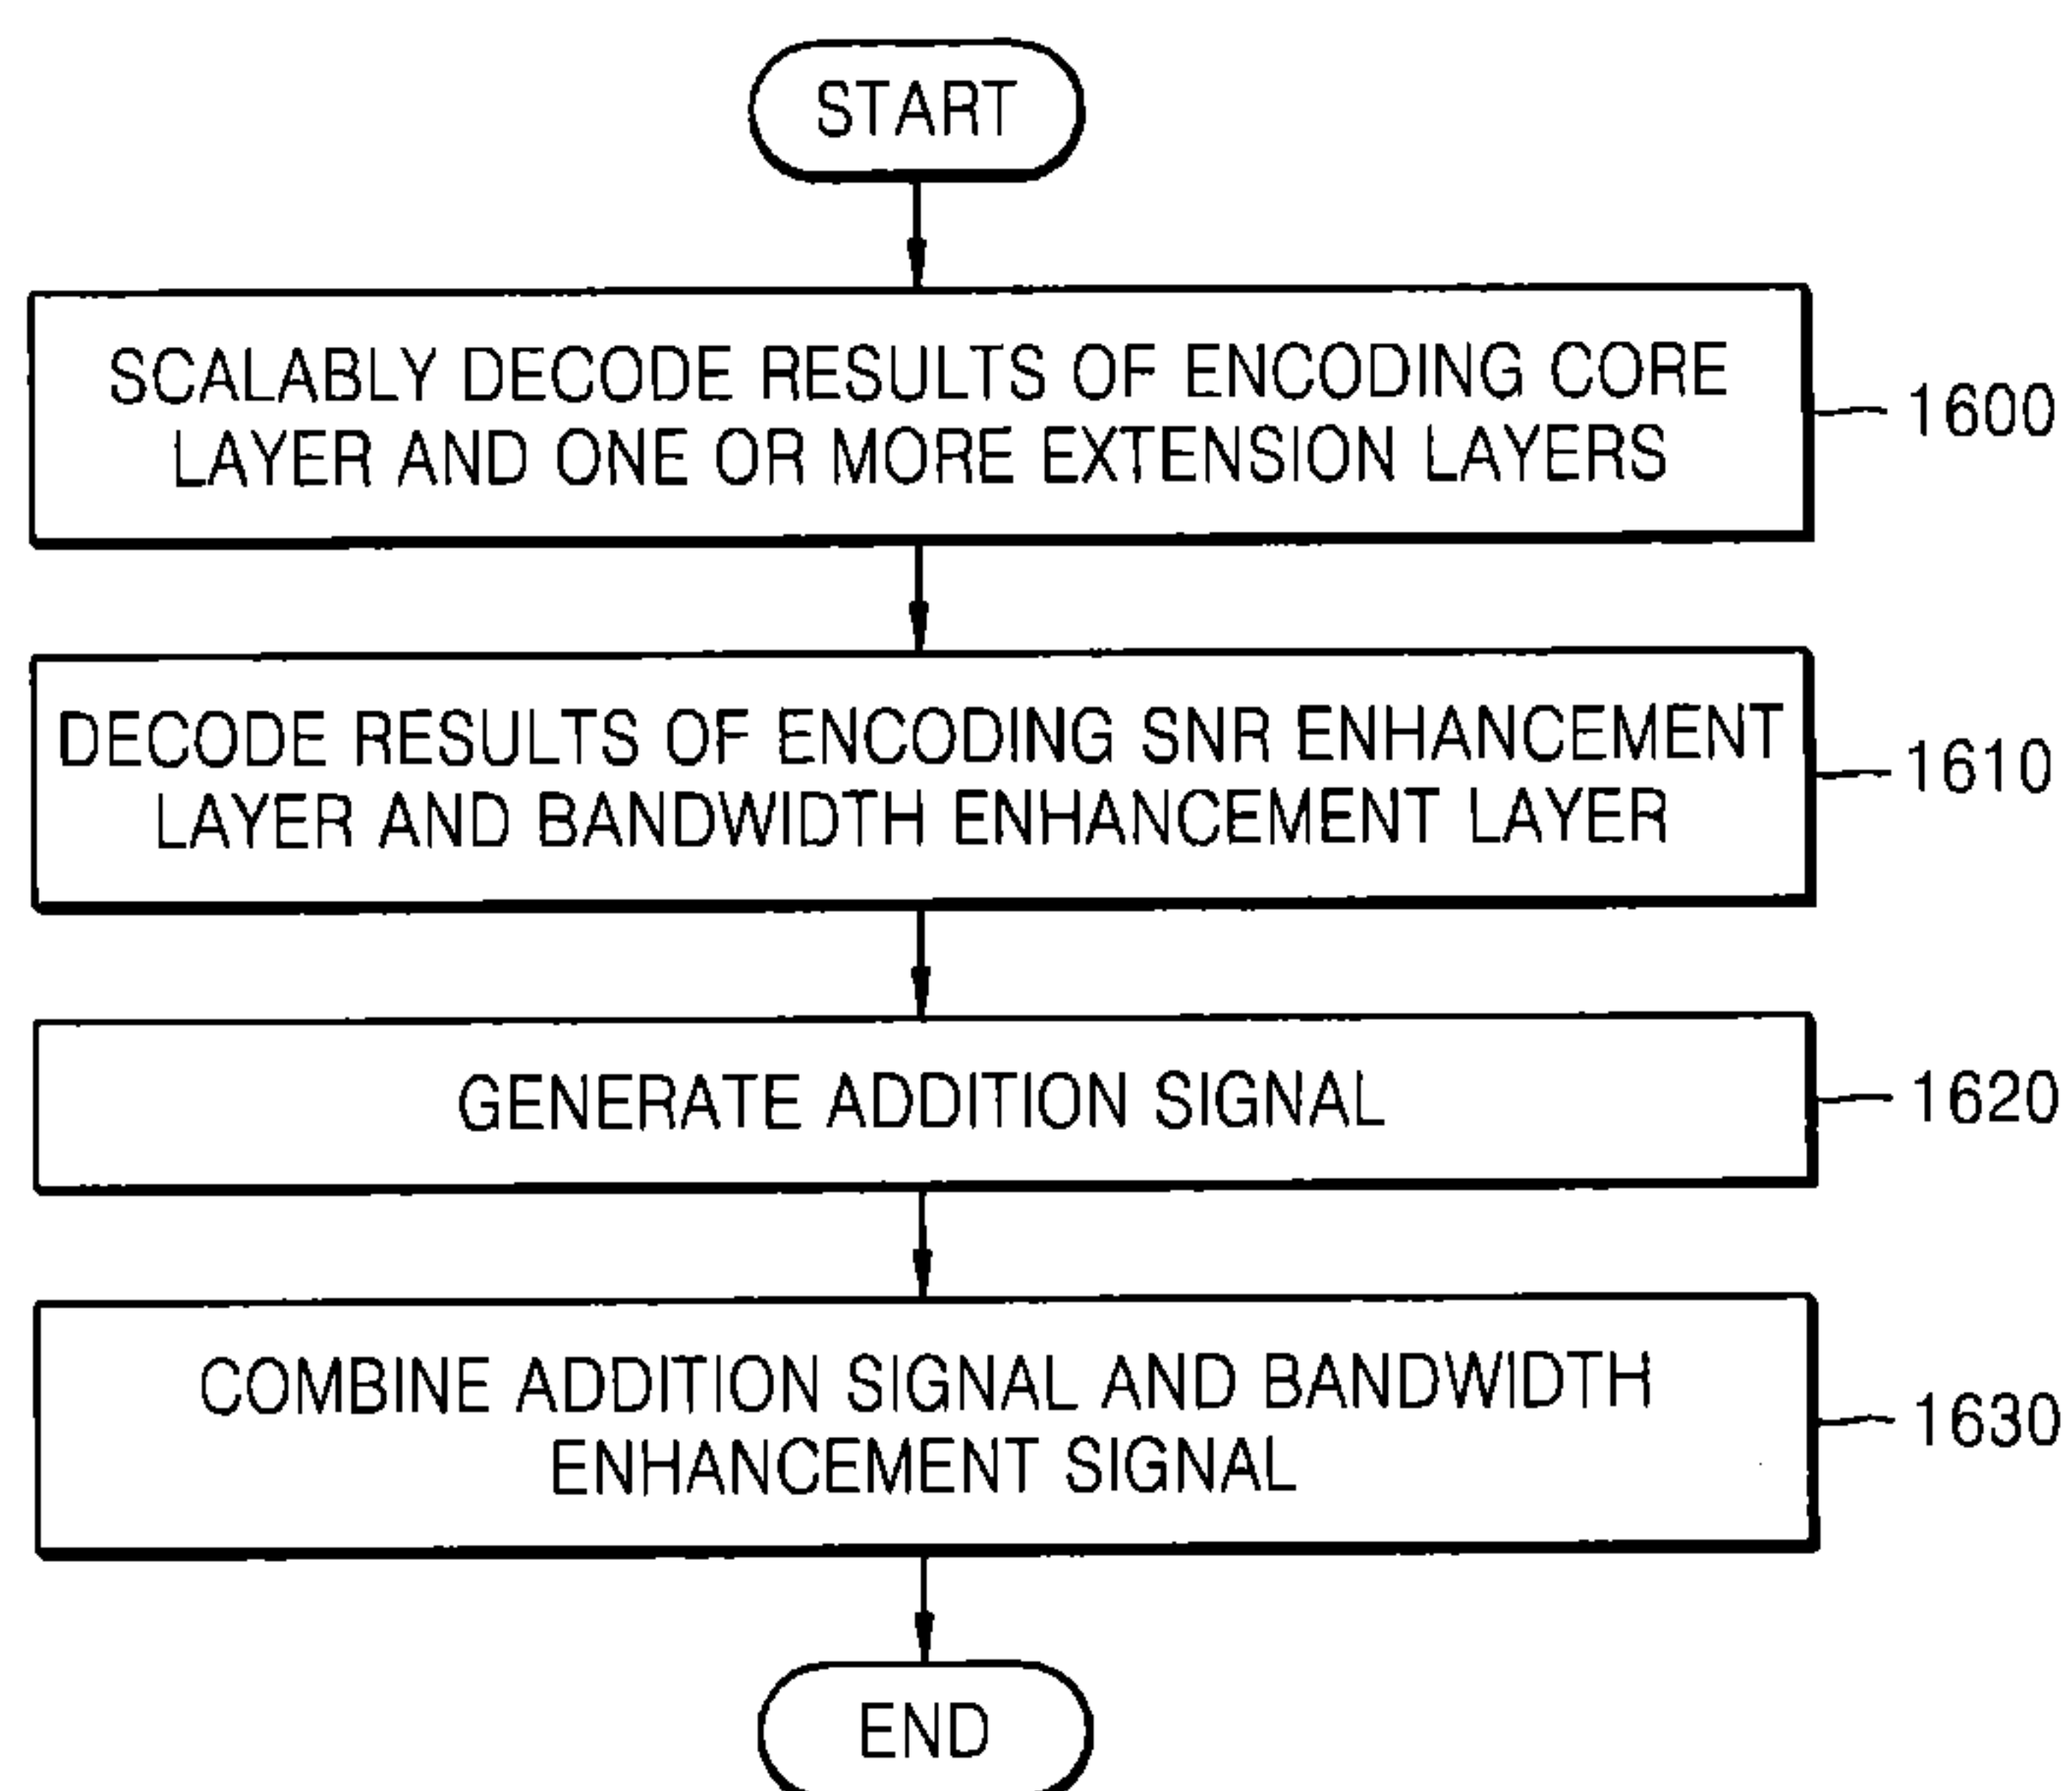 START
SCALABLY DECODE RESULTS OF ENCODING CORE
LAYER AND ONE OR MORE EXTENSION LAYERS
1600
DECODE RESULTS OF ENCODING SNR ENHANCEMENT
LAYER AND BANDWIDTH ENHANCEMENT LAYER
1610
GENERATE ADDITION SIGNAL
1620
COMBINE ADDITION SIGNAL AND BANDWIDTH
ENHANCEMENT SIGNAL
1630
END